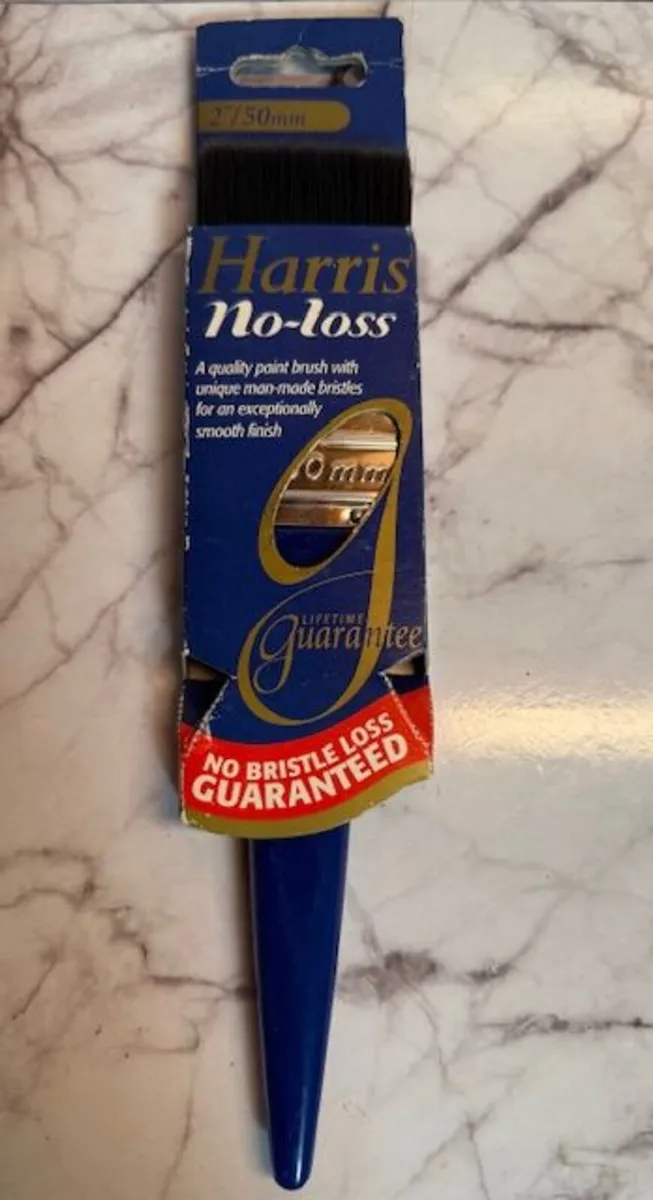 2"/50mm
Harris
No-loss
A quality paint brush with
unique man-made bristles
for an exceptionally
smooth finish
0mm
g
LIFETIME
guarantee
NO BRISTLE LOSS
GUARANTEED